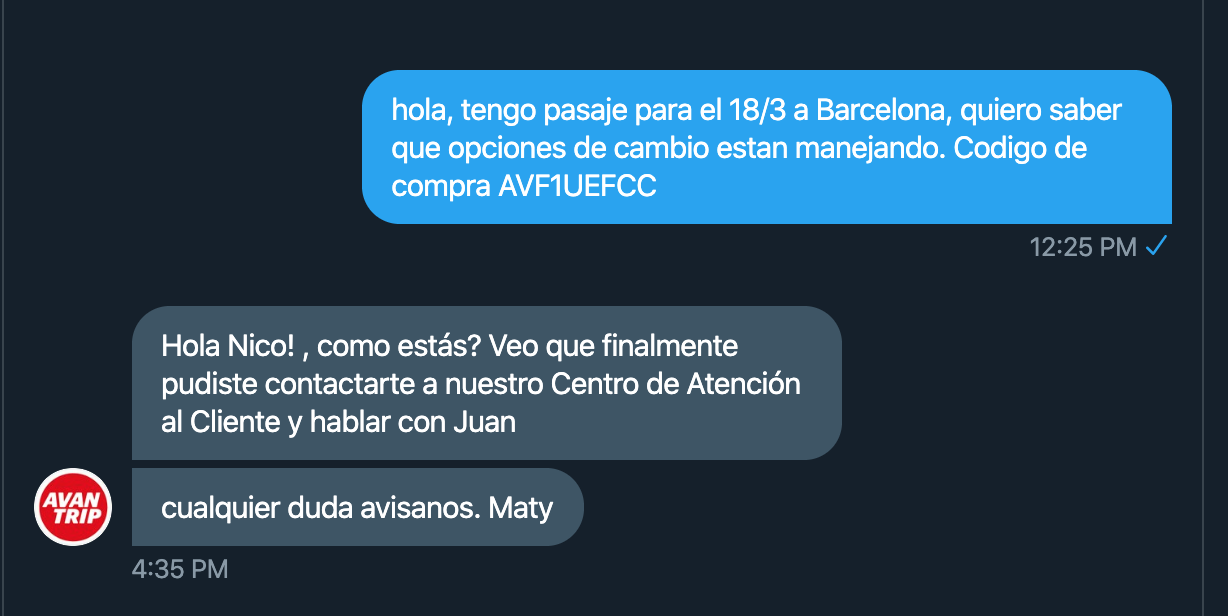 hola, tengo pasaje para el 18/3 a Barcelona, quiero saber
que opciones de cambio estan manejando. Codigo de
compra AVF1UEFCC
12:25 PM
Hola Nico! , como estás? Veo que finalmente
pudiste contactarte a nuestro Centro de Atención
al Cliente y hablar con Juan
AVAN
TRIP
cualquier duda avisanos. Maty
4:35 PM